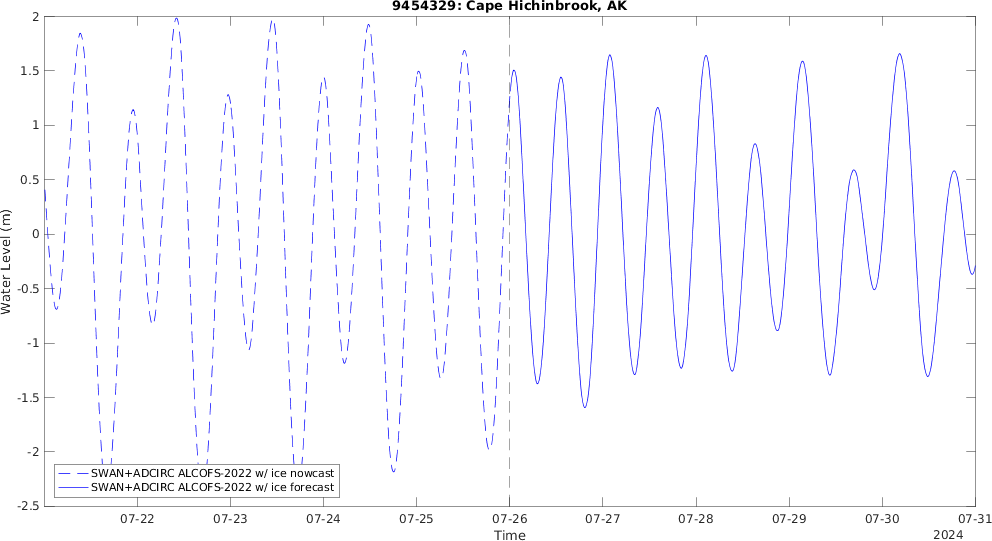 9454329: Cape Hichinbrook, AK
2
1.5
1
0.5
0
-0.5
-1
-1.5
-2
-2.5
Water Level (m)
SWAN+ADCIRC ALCOFS-2022 w/ ice nowcast
SWAN+ADCIRC ALCOFS-2022 w/ ice forecast
07-22 07-23 07-24 07-25 07-26 07-27 07-28 07-29 07-30 07-31
Time
2024